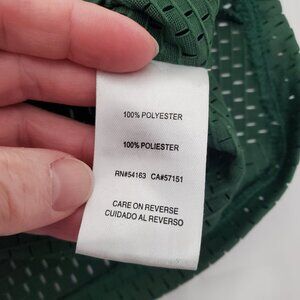 100% POLYESTER
100% POLIESTER
RN#54163 CA#57151
CARE ON REVERSE
CUIDADO AL REVERSO